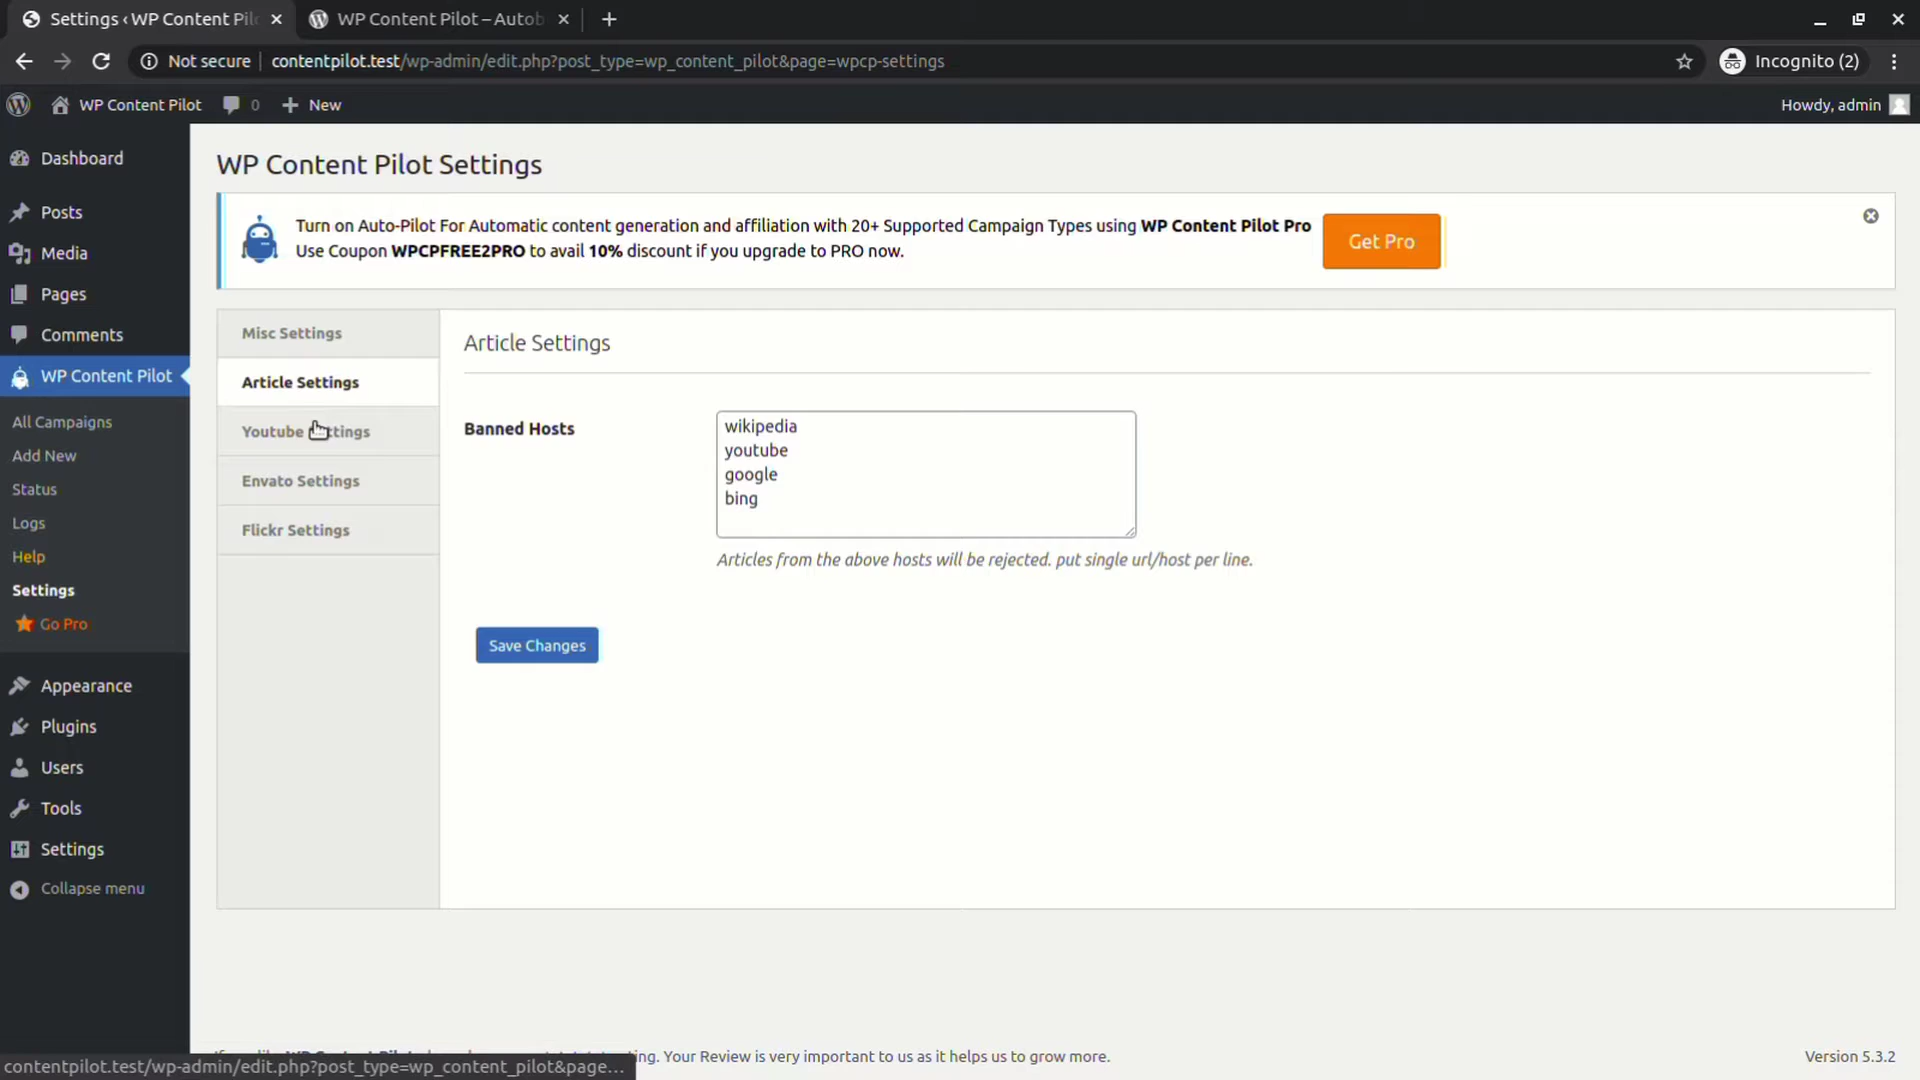 Settings ‹ WP Content Pil
WP Content Pilot – Autob
Not secure
contentpilot.test/wp-admin/edit.php?post_type=wp_content_pilot&page=wpcp-settings
Incognito (2)
WP Content Pilot
0
New
Howdy, admin
Dashboard
Posts
Media
Pages
Comments
WP Content Pilot
All Campaigns
Add New
Status
Logs
Help
Settings
Go Pro
Appearance
Plugins
Users
Tools
Settings
Collapse menu
WP Content Pilot Settings
Turn on Auto-Pilot For Automatic content generation and affiliation with 20+ Supported Campaign Types using WP Content Pilot Pro
Use Coupon WPCPFREE2PRO to avail 10% discount if you upgrade to PRO now.
Get Pro
Misc Settings
Article Settings
Youtube ttings
Envato Settings
Flickr Settings
Article Settings
Banned Hosts
wikipedia
youtube
google
bing
Articles from the above hosts will be rejected. put single url/host per line.
Save Changes
Your Review is very important to us as it helps us to grow more.
Version 5.3.2
contentpilot.test/wp-admin/edit.php?post_type=wp_content_pilot&page...